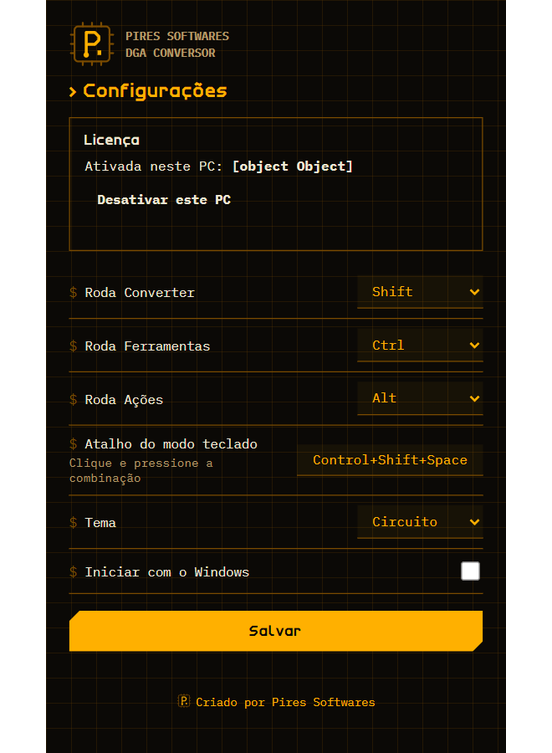 PIRES SOFTWARES
DGA CONVERSOR
› Configurações
Licença
Ativada neste PC: [object Object]
Desativar este PC
$ Roda Converter
Shift
$ Roda Ferramentas
Ctrl
$ Roda Ações
Alt
$ Atalho do modo teclado
Clique e pressione a
combinação
Control+Shift+Space
$ Tema
Circuito
$ Iniciar com o Windows
Salvar
Criado por Pires Softwares